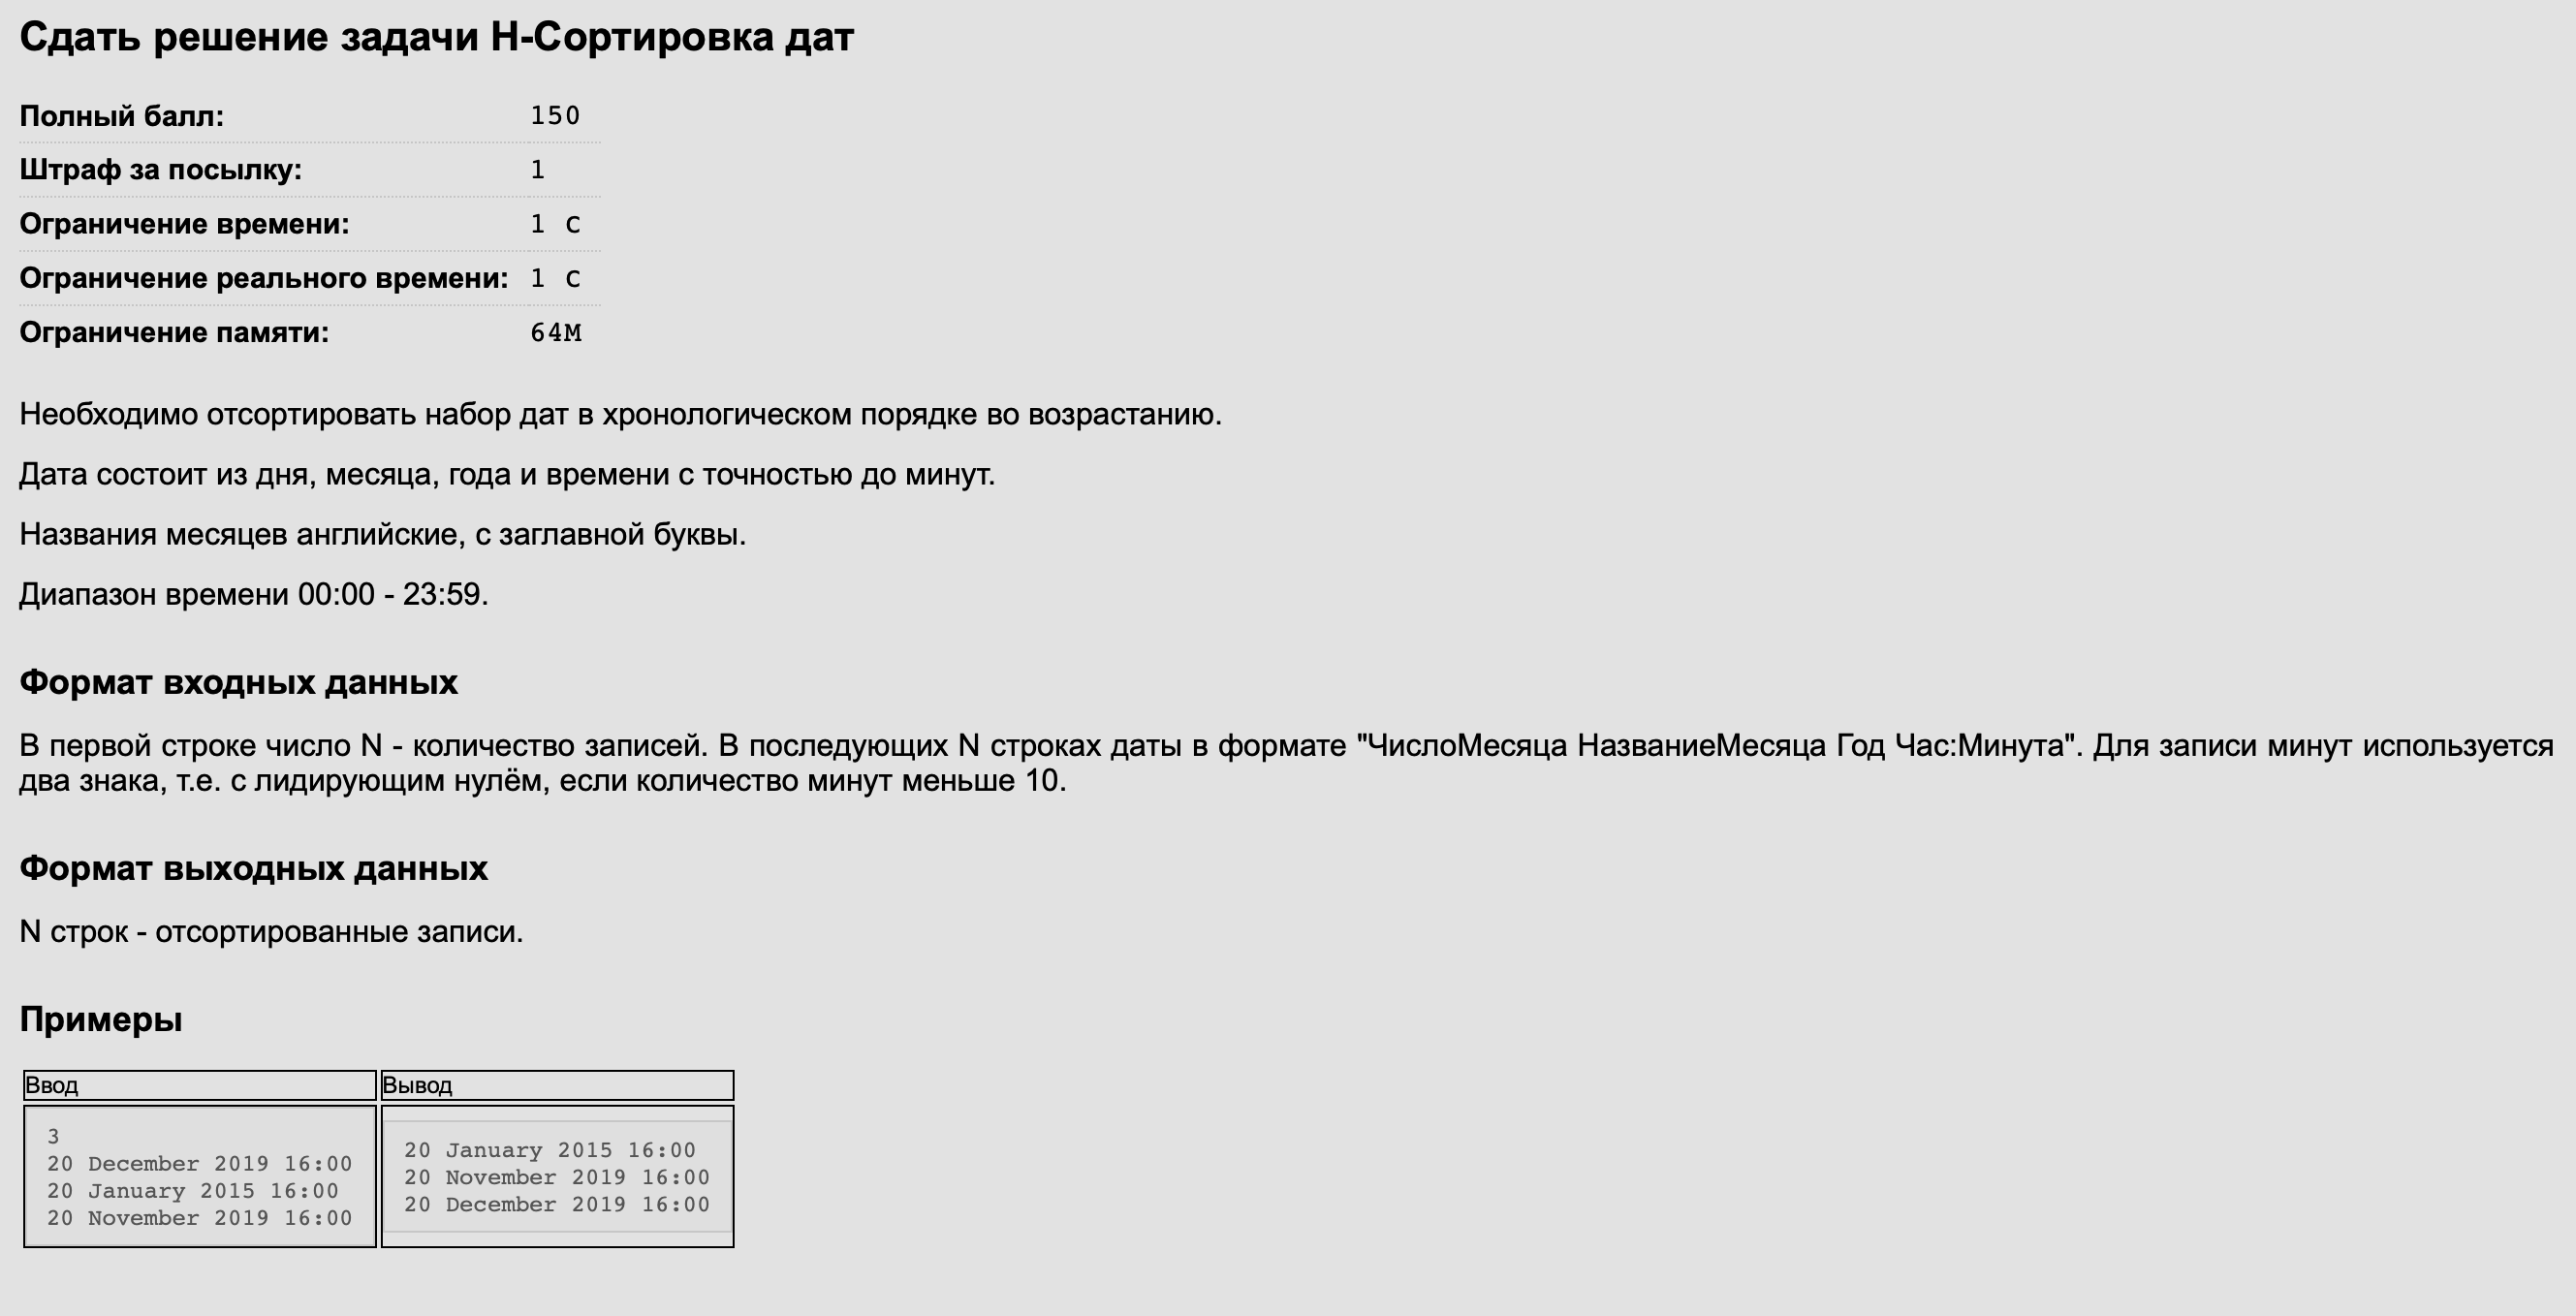 Сдать решение задачи H-Сортировка дат
Полный балл: 150
Штраф за посылку: 1
Ограничение времени: 1 с
Ограничение реального времени: 1 с
Ограничение памяти: 64M
Необходимо отсортировать набор дат в хронологическом порядке во возрастанию.
Дата состоит из дня, месяца, года и времени с точностью до минут.
Названия месяцев английские, с заглавной буквы.
Диапазон времени 00:00 - 23:59.
Формат входных данных
В первой строке число N - количество записей. В последующих N строках даты в формате "ЧислоМесяца НазваниеМесяца Год Час:Минута". Для записи минут используется
два знака, т.е. с лидирующим нулём, если количество минут меньше 10.
Формат выходных данных
N строк - отсортированные записи.
Примеры
Ввод Вывод
3
20 December 2019 16:00
20 January 2015 16:00
20 November 2019 16:00
20 January 2015 16:00
20 November 2019 16:00
20 December 2019 16:00